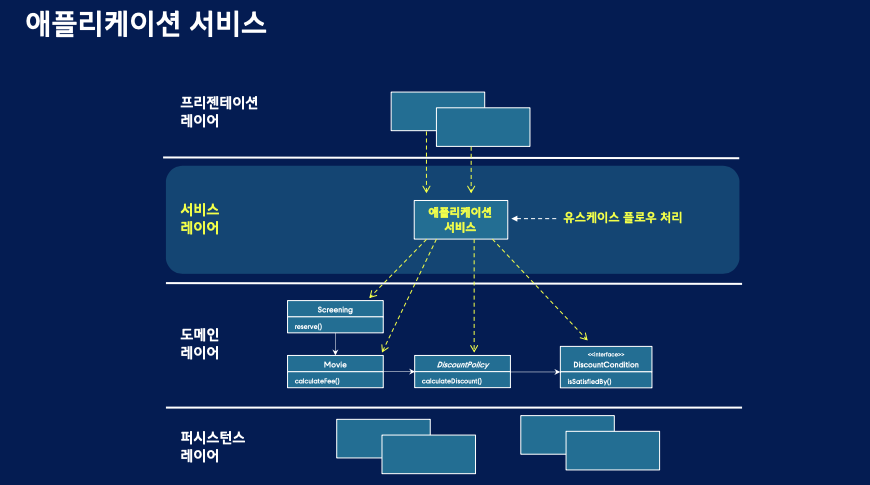 애플리케이션 서비스
프리젠테이션
레이어
서비스
레이어
애플리케이션
서비스
유스케이스 플로우 처리
도메인
레이어
Screening
reserve()
Movie
calculateFee()
DiscountPolicy
calculateDiscount()
<<interface>>
DiscountCondition
isSatisfiedBy()
퍼시스턴스
레이어